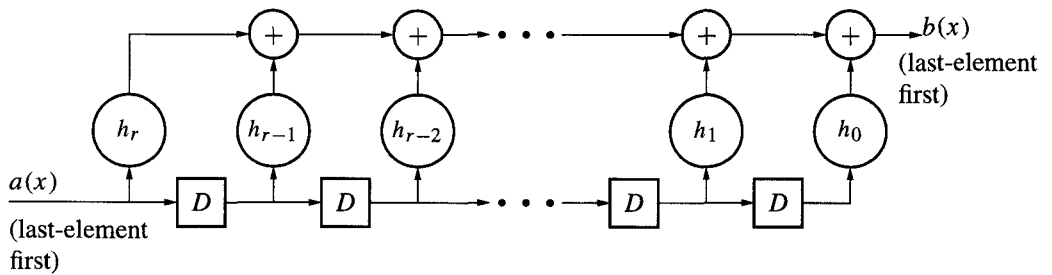 + + + +
b(x)
(last-element
first)
h_r h_{r-1} h_{r-2} h_1 h_0
a(x)
D D D D
(last-element
first)